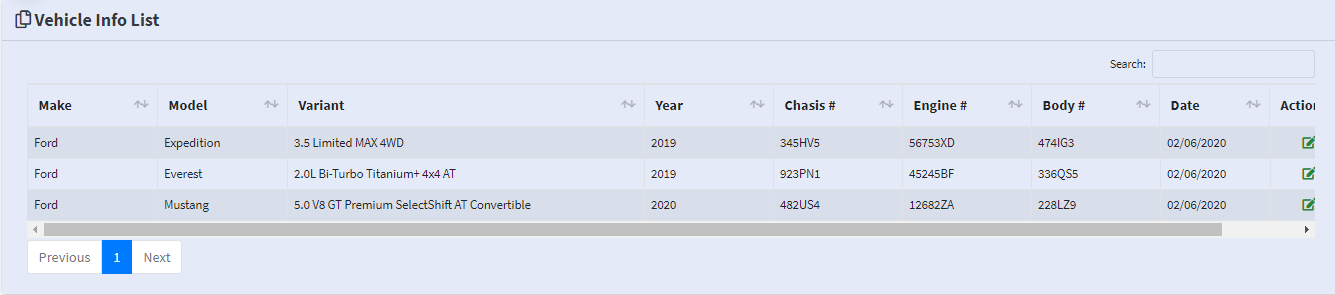 Vehicle Info List
Search:
Make Model Variant Year Chasis # Engine # Body # Date Action
Ford Expedition 3.5 Limited MAX 4WD 2019 345HV5 56753XD 474IG3 02/06/2020
Ford Everest 2.0L Bi-Turbo Titanium+ 4x4 AT 2019 923PN1 45245BF 336QS5 02/06/2020
Ford Mustang 5.0 V8 GT Premium SelectShift AT Convertible 2020 482US4 12682ZA 228LZ9 02/06/2020
Previous 1 Next